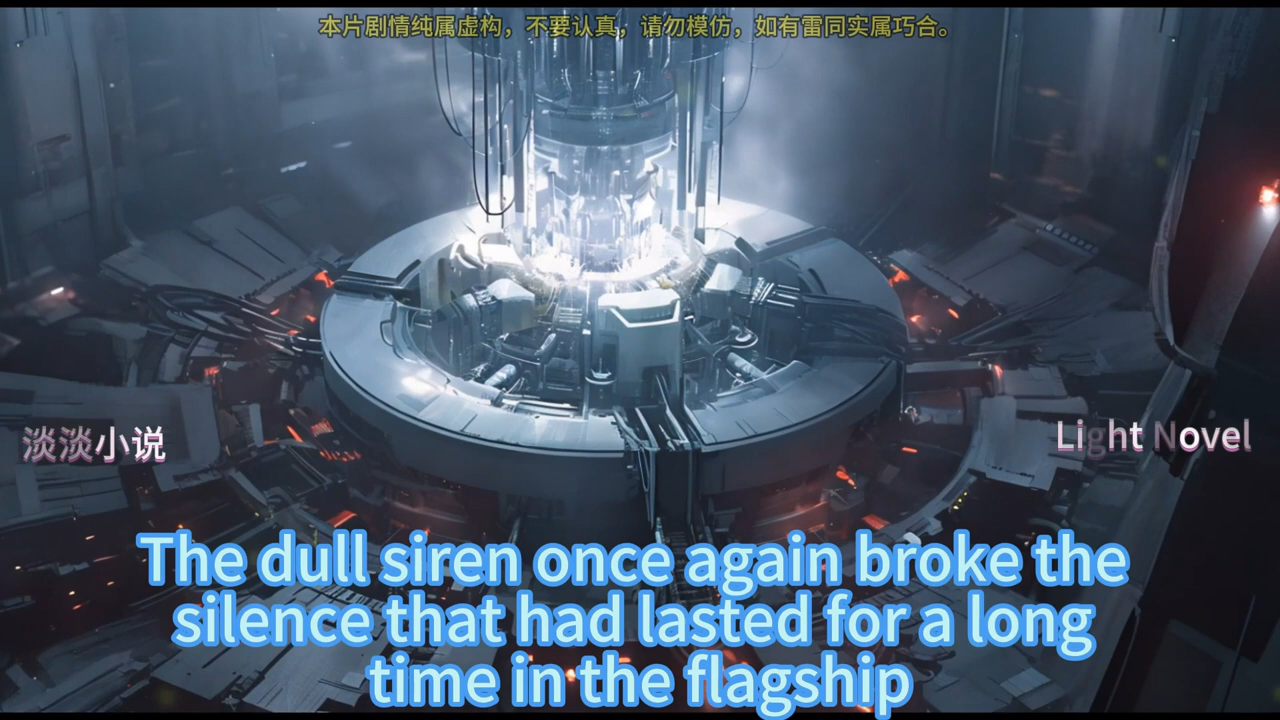 本片剧情纯属虚构，不要认真，请勿模仿，如有雷同实属巧合。
淡淡小说
Light Novel
The dull siren once again broke the
silence that had lasted for a long
time in the flagship